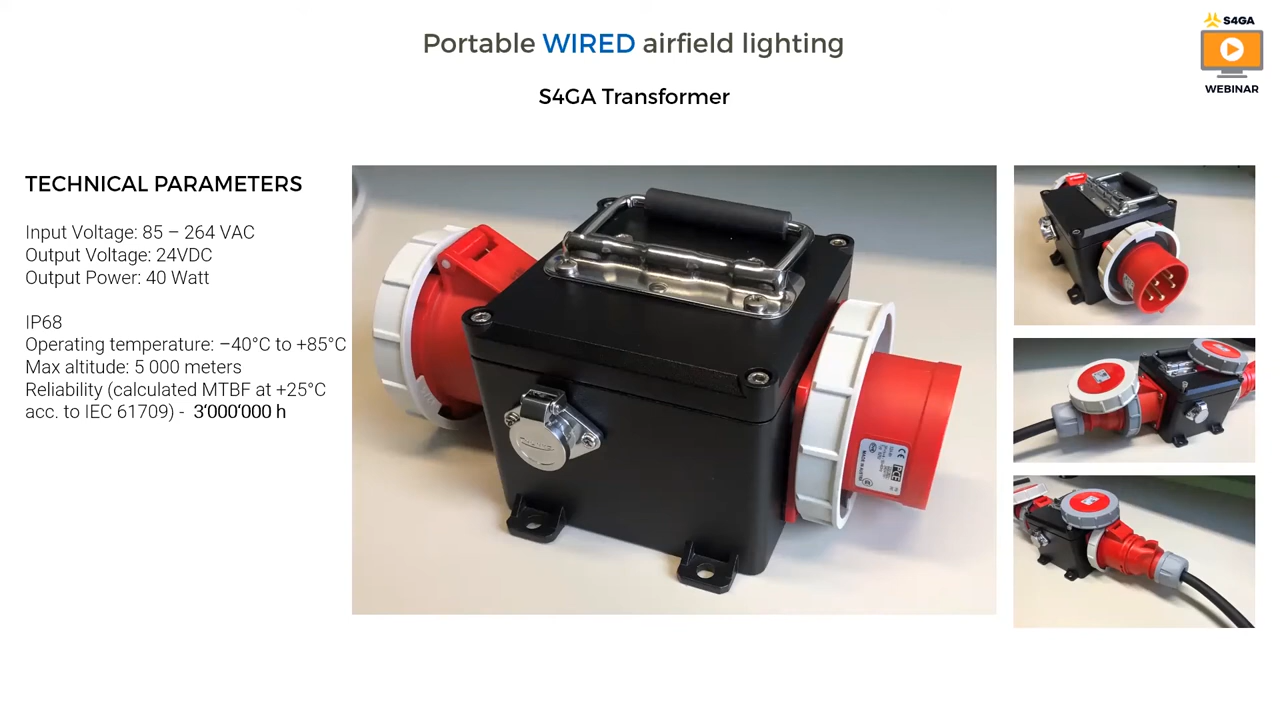 Portable WIRED airfield lighting
S4GA
WEBINAR
S4GA Transformer
TECHNICAL PARAMETERS
Input Voltage: 85 – 264 VAC
Output Voltage: 24VDC
Output Power: 40 Watt
IP68
Operating temperature: –40°C to +85°C
Max altitude: 5 000 meters
Reliability (calculated MTBF at +25°C
acc. to IEC 61709) - 3‘000‘000 h
PCE
CE